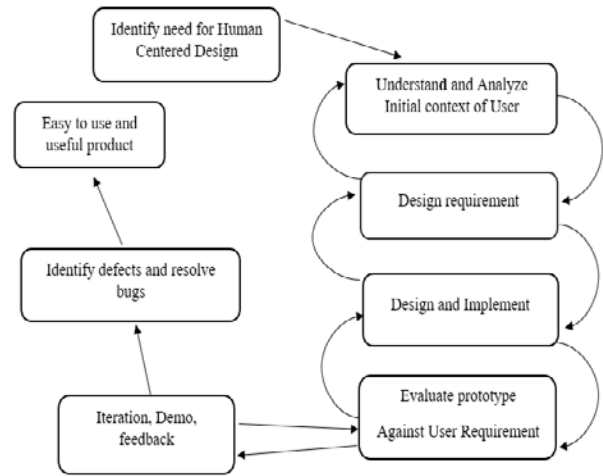 Identify need for Human
Centered Design
Understand and Analyze
Initial context of User
Easy to use and
useful product
Design requirement
Identify defects and resolve
bugs
Design and Implement
Evaluate prototype
Against User Requirement
Iteration, Demo,
feedback